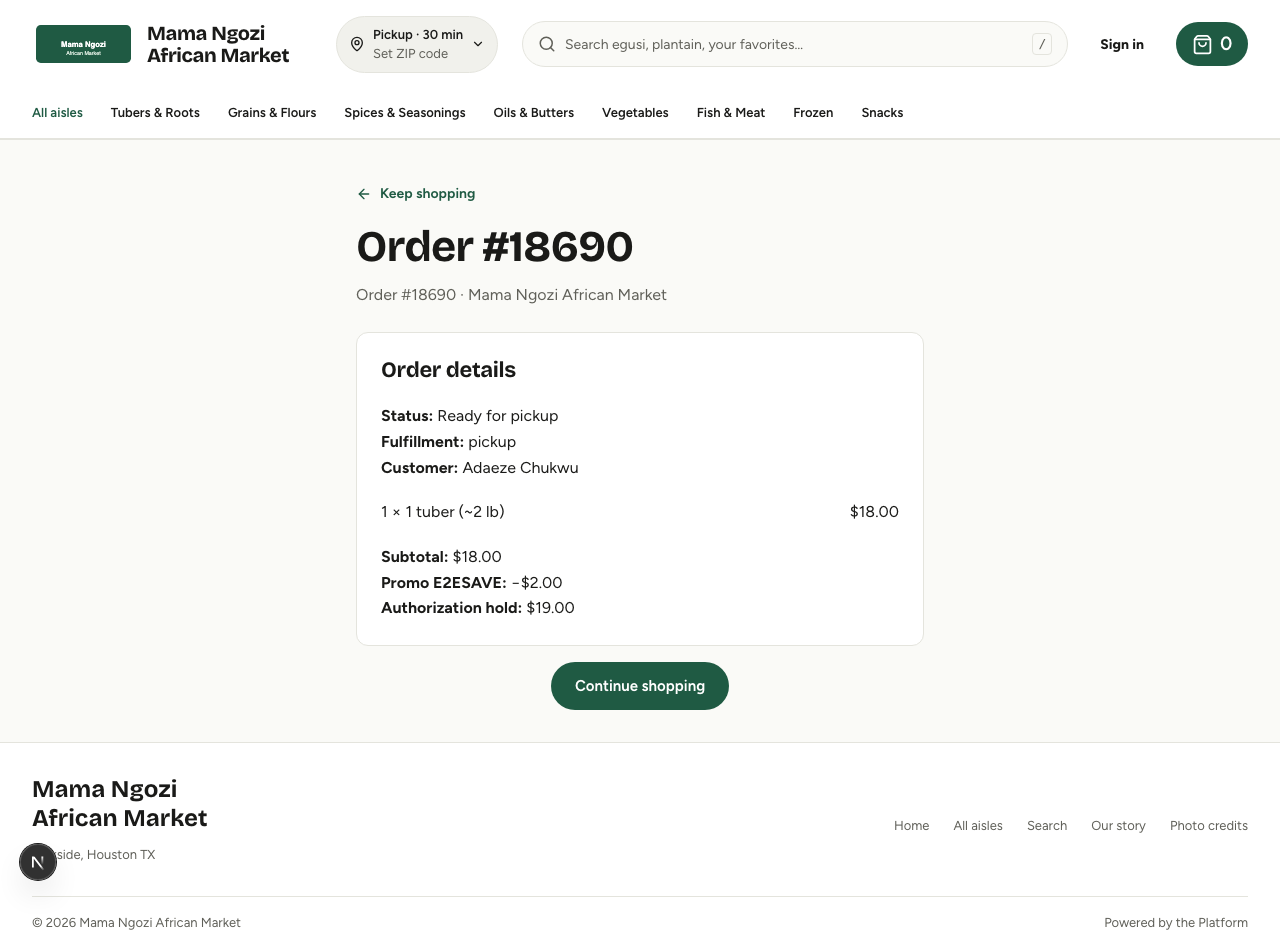 Mama Ngozi
African Market
Mama Ngozi
African Market
Pickup · 30 min
Set ZIP code
Search egusi, plantain, your favorites...
/
Sign in
0
All aisles
Tubers & Roots
Grains & Flours
Spices & Seasonings
Oils & Butters
Vegetables
Fish & Meat
Frozen
Snacks
Keep shopping
Order #18690
Order #18690 · Mama Ngozi African Market
Order details
Status: Ready for pickup
Fulfillment: pickup
Customer: Adaeze Chukwu
1 × 1 tuber (~2 lb) $18.00
Subtotal: $18.00
Promo E2ESAVE: −$2.00
Authorization hold: $19.00
Continue shopping
Mama Ngozi
African Market
Home
All aisles
Search
Our story
Photo credits
N
Houston TX
© 2026 Mama Ngozi African Market
Powered by the Platform